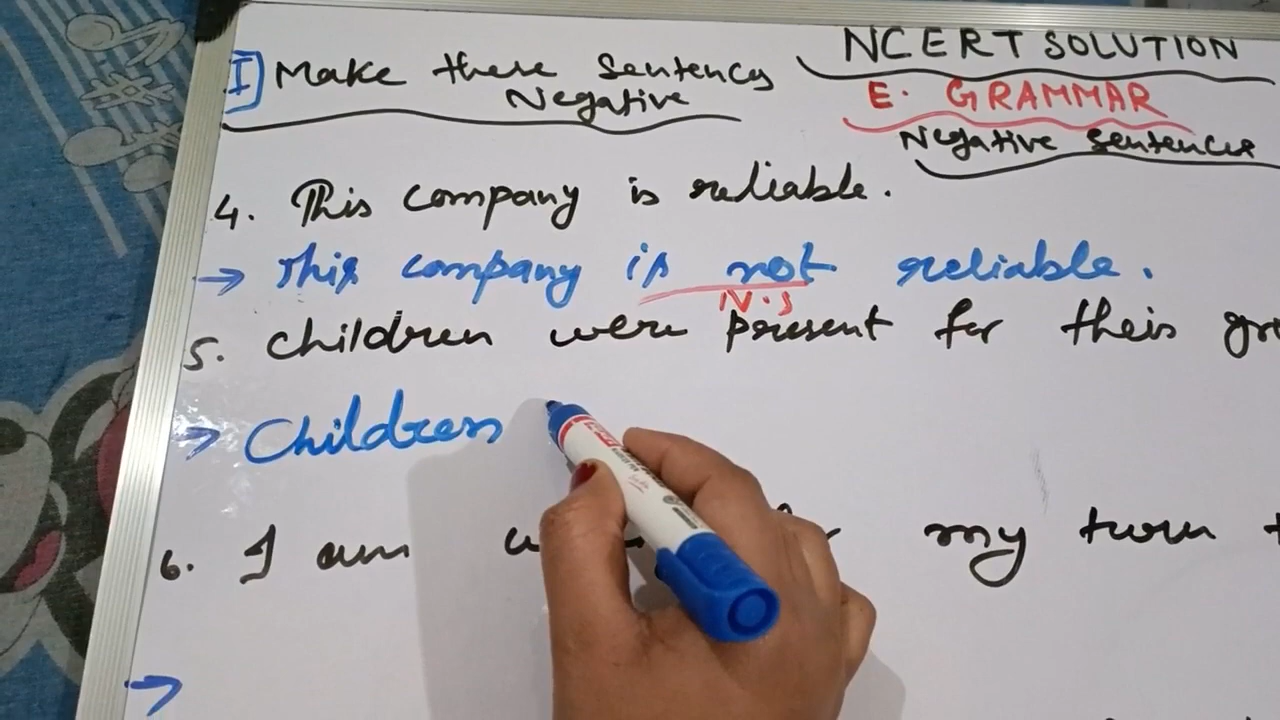 NCERT SOLUTION
I Make these Sentences
Negative
E. GRAMMAR
Negative Sentences
4. This company is reliable.
→ This company is not reliable.
N.S
5. Children were present for their
→ Children
6. I am my turn
→